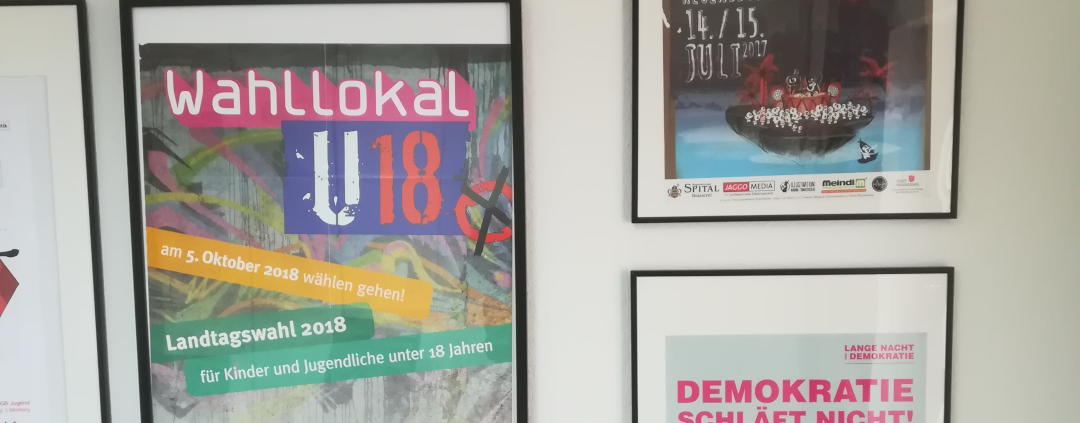 Wahllokal
U18
am 5. Oktober 2018 wählen gehen!
Landtagswahl 2018
für Kinder und Jugendliche unter 18 Jahren
14./15.
JULI 2017
SPITAL
JAGGO MEDIA
Meindl
LANGE NACHT
DEMOKRATIE
DEMOKRATIE
SCHLÄFT NICHT!